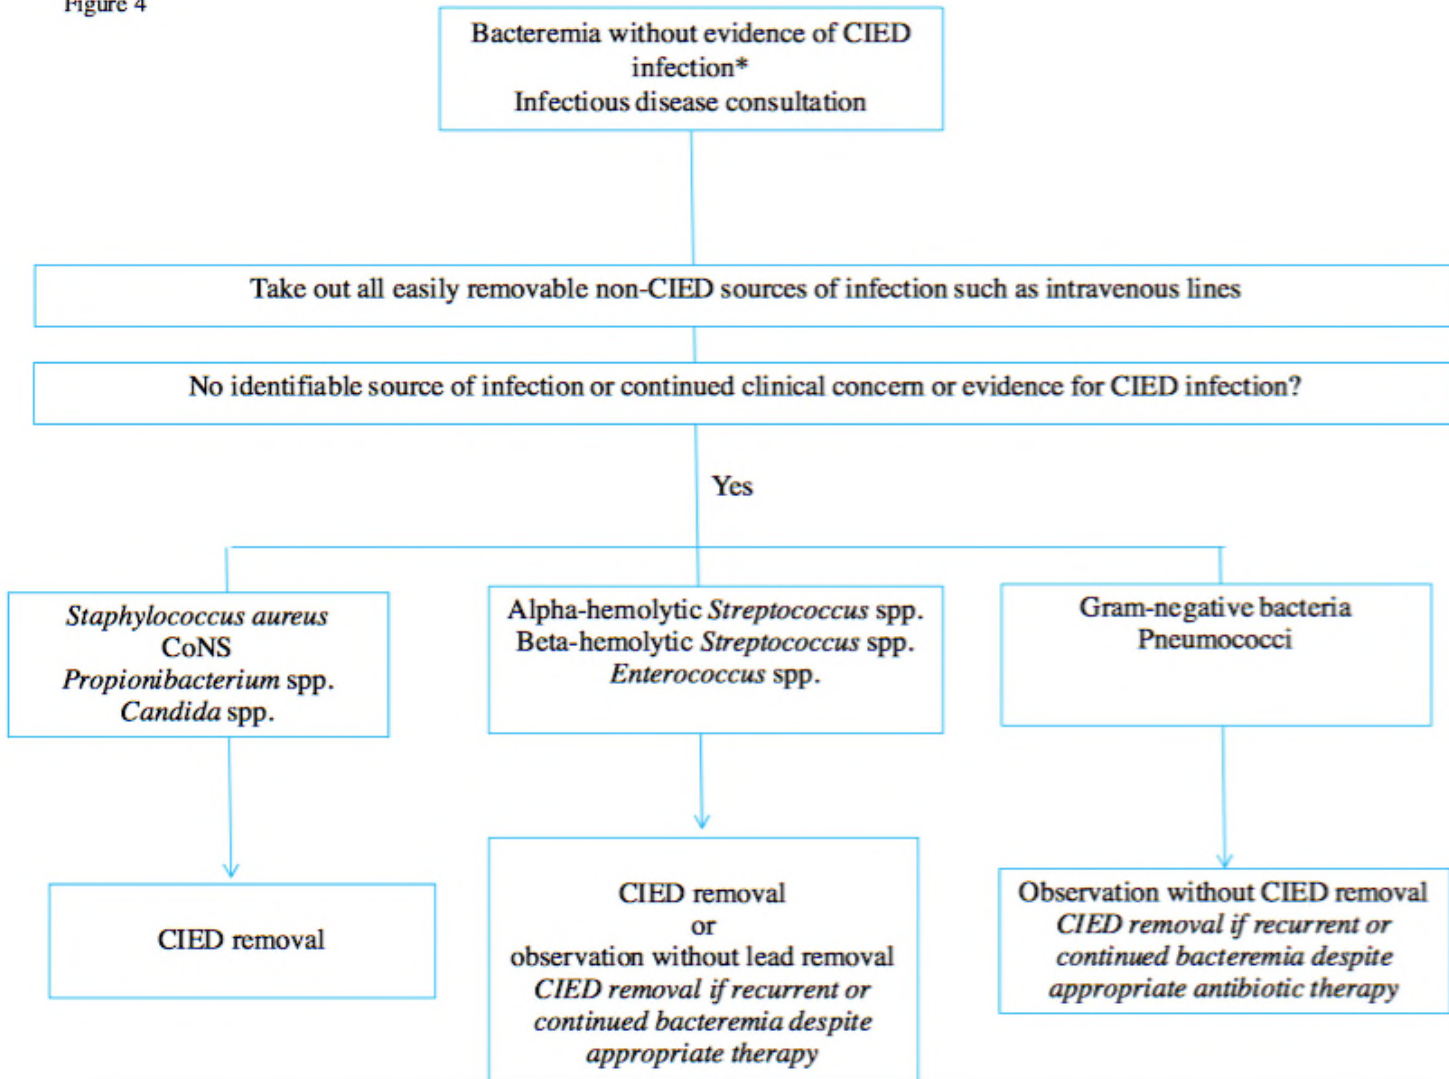 Figure 4
Bacteremia without evidence of CIED
infection*
Infectious disease consultation
Take out all easily removable non-CIED sources of infection such as intravenous lines
No identifiable source of infection or continued clinical concern or evidence for CIED infection?
Yes
Staphylococcus aureus
CoNS
Propionibacterium spp.
Candida spp.
Alpha-hemolytic Streptococcus spp.
Beta-hemolytic Streptococcus spp.
Enterococcus spp.
Gram-negative bacteria
Pneumococci
CIED removal
CIED removal
or
observation without lead removal
CIED removal if recurrent or
continued bacteremia despite
appropriate therapy
Observation without CIED removal
CIED removal if recurrent or
continued bacteremia despite
appropriate antibiotic therapy